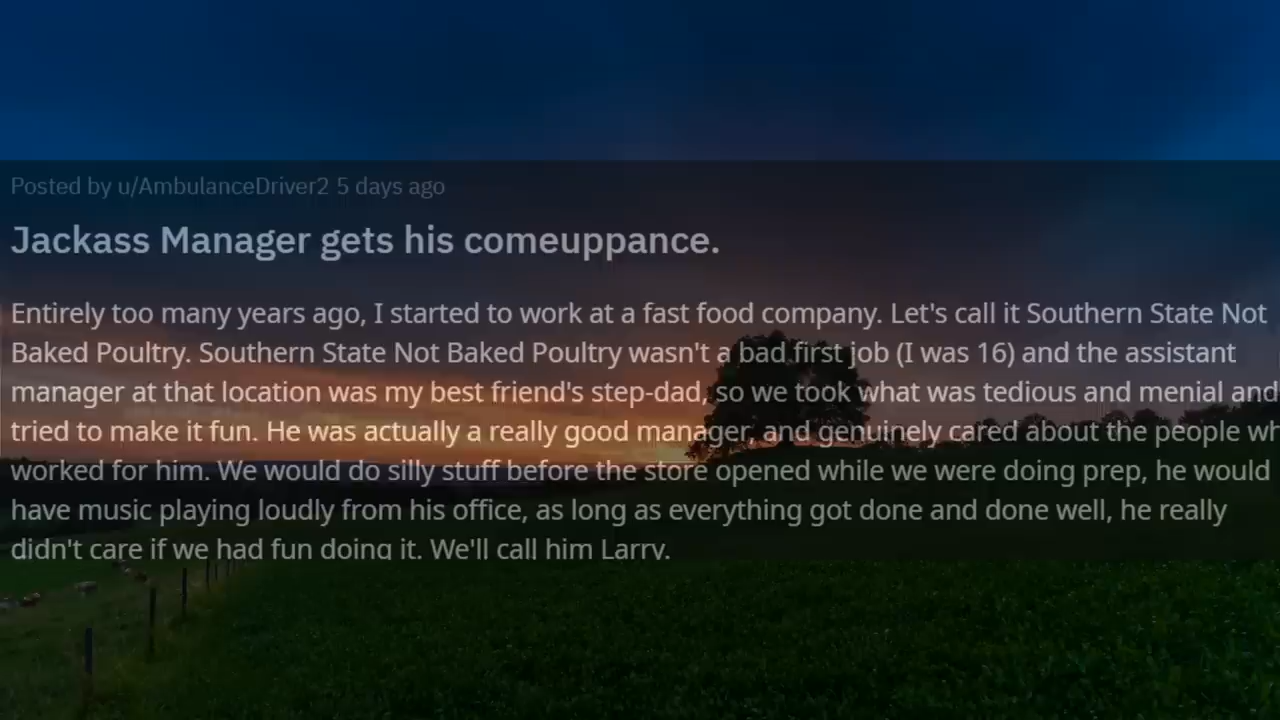 Posted by u/AmbulanceDriver2 5 days ago
Jackass Manager gets his comeuppance.
Entirely too many years ago, I started to work at a fast food company. Let's call it Southern State Not
Baked Poultry. Southern State Not Baked Poultry wasn't a bad first job (I was 16) and the assistant
manager at that location was my best friend's step-dad, so we took what was tedious and menial and
tried to make it fun. He was actually a really good manager, and genuinely cared about the people wh
worked for him. We would do silly stuff before the store opened while we were doing prep, he would
have music playing loudly from his office, as long as everything got done and done well, he really
didn't care if we had fun doing it. We'll call him Larry.